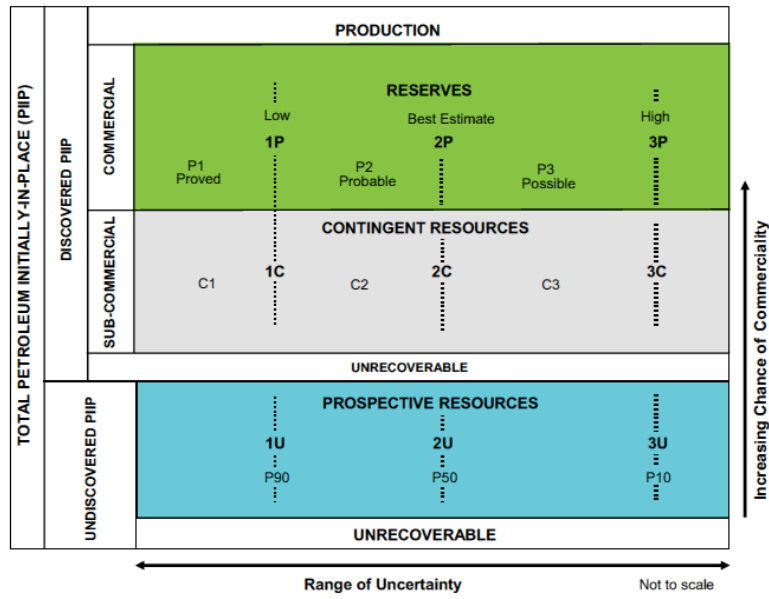 TOTAL PETROLEUM INITIALLY-IN-PLACE (PIIP)
DISCOVERED PIIP
UNDISCOVERED PIIP
COMMERCIAL
SUB-COMMERCIAL
PRODUCTION
RESERVES
Low
Best Estimate
High
1P
2P
3P
P1
Proved
P2
Probable
P3
Possible
CONTINGENT RESOURCES
1C
2C
3C
C1
C2
C3
UNRECOVERABLE
PROSPECTIVE RESOURCES
1U
2U
3U
P90
P50
P10
UNRECOVERABLE
Increasing Chance of Commerciality
Range of Uncertainty
Not to scale